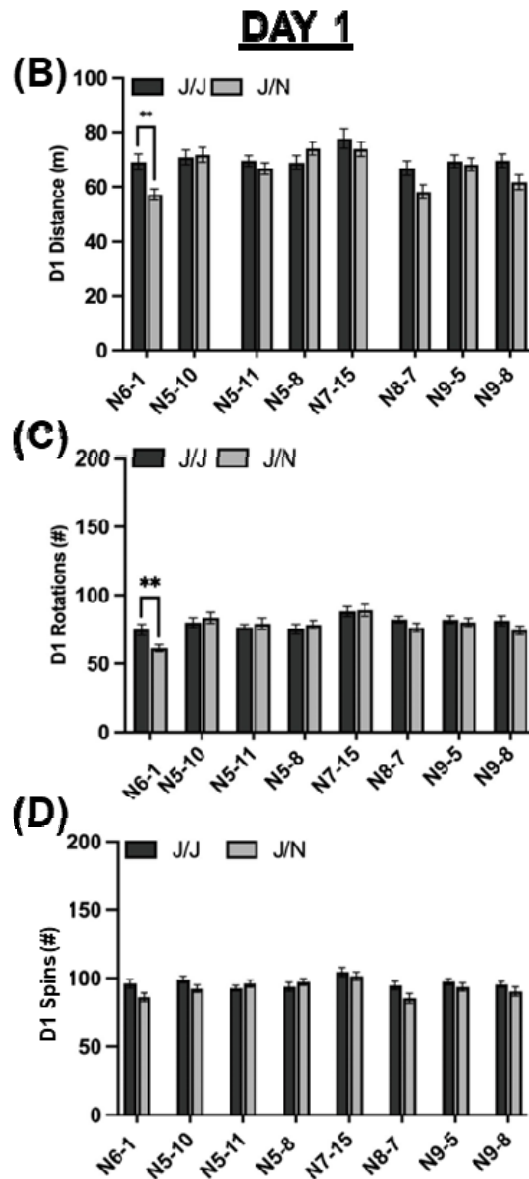 DAY 1
(B)
J/J J/N
100
80
60
40
20
0
D1 Distance (m)
**
N6-1 N5-10 N5-11 N5-8 N7-15 N8-7 N9-5 N9-8
(C)
J/J J/N
200
150
100
50
0
D1 Rotations (#)
**
N6-1 N5-10 N5-11 N5-8 N7-15 N8-7 N9-5 N9-8
(D)
J/J J/N
200
150
100
50
0
D1 Spins (#)
N6-1 N5-10 N5-11 N5-8 N7-15 N8-7 N9-5 N9-8